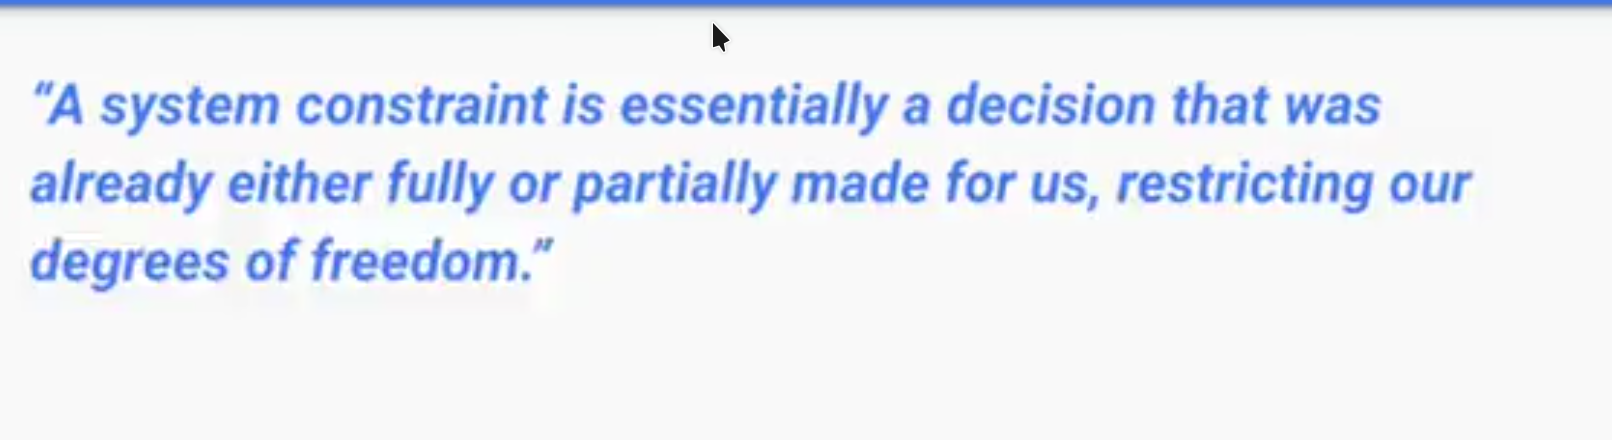 “A system constraint is essentially a decision that was
already either fully or partially made for us, restricting our
degrees of freedom.”